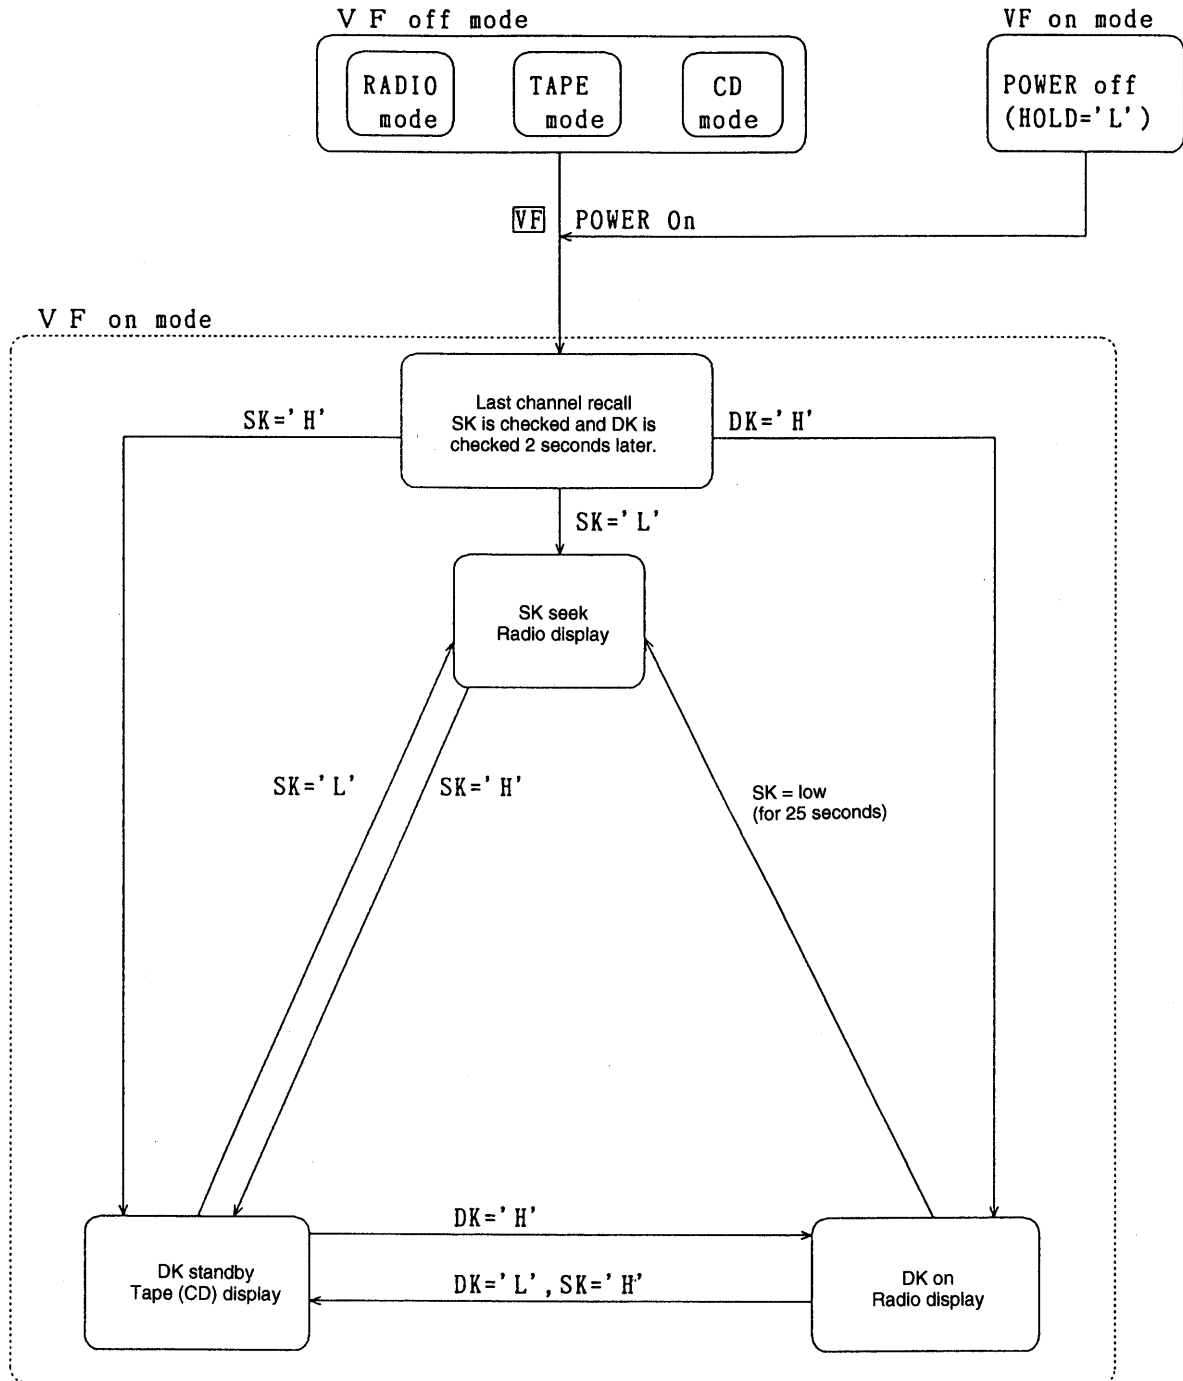 V F off mode
VF on mode
RADIO
mode
TAPE
mode
CD
mode
POWER off
(HOLD='L')
VF POWER On
V F on mode
Last channel recall
SK is checked and DK is
checked 2 seconds later.
SK='H'
DK='H'
SK='L'
SK seek
Radio display
SK='L'
SK='H'
SK = low
(for 25 seconds)
DK='H'
DK standby
Tape (CD) display
DK='L',SK='H'
DK on
Radio display